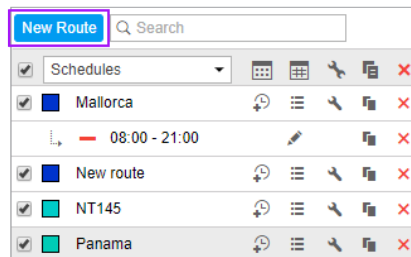 New Route Search
Schedules
Mallorca
08:00 - 21:00
New route
NT145
Panama